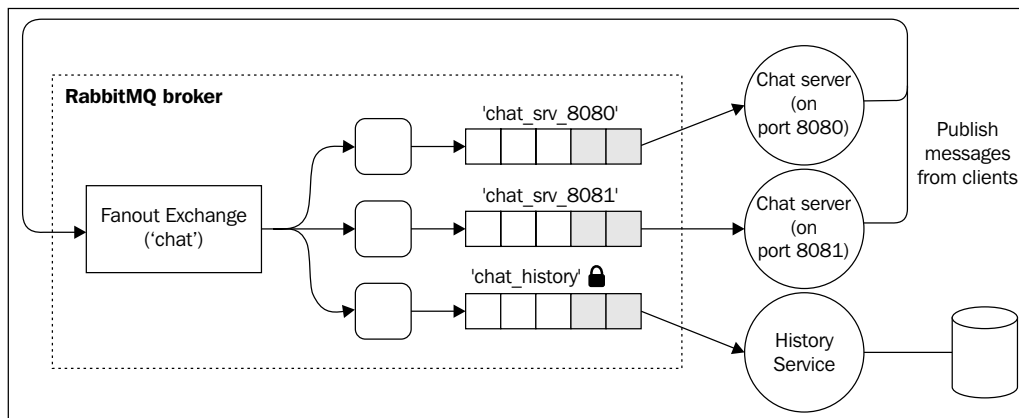 RabbitMQ broker
Fanout Exchange
(‘chat’)
'chat_srv_8080'
'chat_srv_8081'
'chat_history'
Chat server
(on
port 8080)
Chat server
(on
port 8081)
History
Service
Publish
messages
from clients